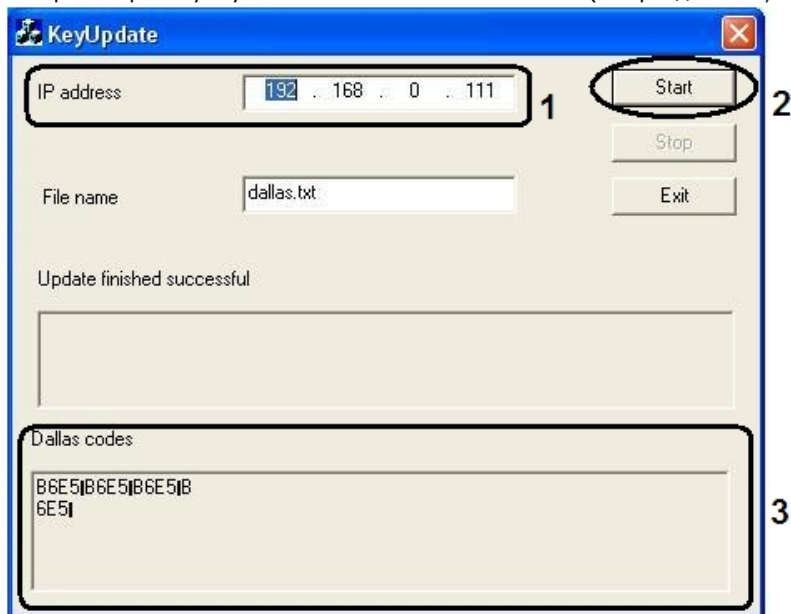 KeyUpdate
IP address 192 . 168 . 0 . 111 1 Start 2
Stop
File name dallas.txt Exit
Update finished successful
Dallas codes
B6E5|B6E5|B6E5|B
6E5|
3